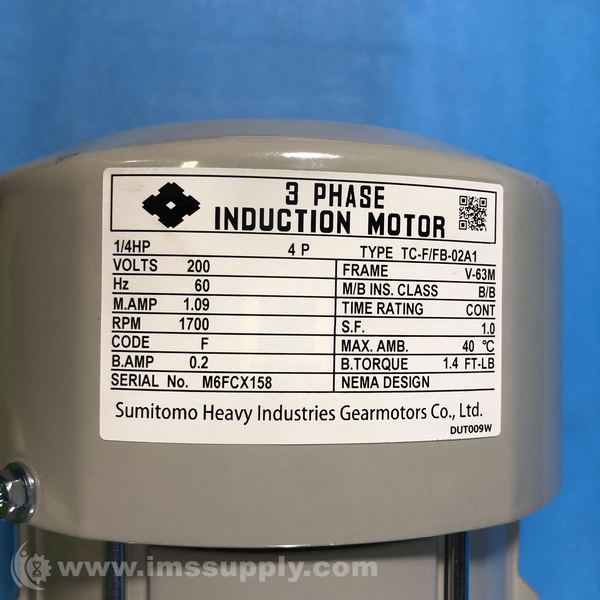 3 PHASE
INDUCTION MOTOR
1/4HP 4 P TYPE TC-F/FB-02A1
VOLTS 200 FRAME V-63M
Hz 60 M/B INS. CLASS B/B
M.AMP 1.09 TIME RATING CONT
RPM 1700 S.F. 1.0
CODE F MAX. AMB. 40 ℃
B.AMP 0.2 B.TORQUE 1.4 FT-LB
SERIAL No. M6FCX158 NEMA DESIGN
Sumitomo Heavy Industries Gearmotors Co., Ltd.
DUT009W
© www.imssupply.com/